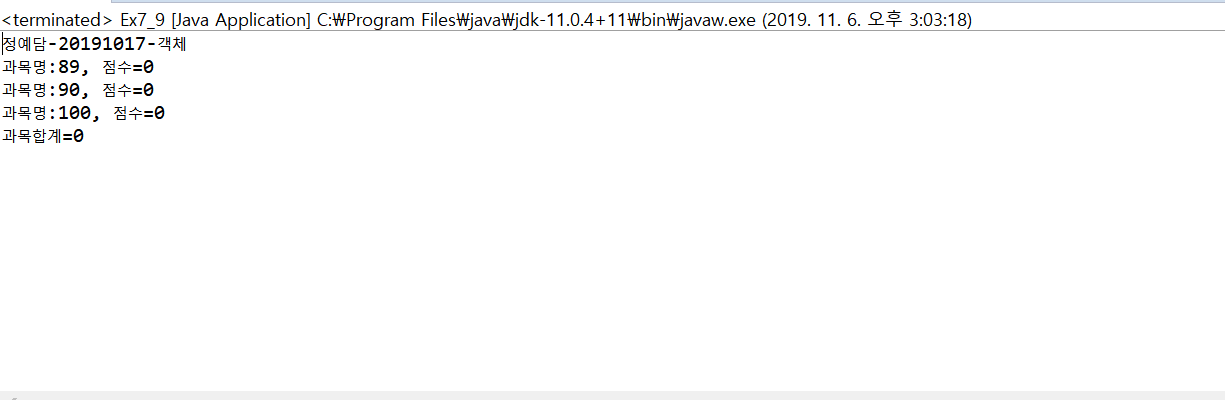 <terminated> Ex7_9 [Java Application] C:₩Program Files₩java₩jdk-11.0.4+11₩bin₩javaw.exe (2019. 11. 6. 오후 3:03:18)
정예담-20191017-객체
과목명:89, 점수=0
과목명:90, 점수=0
과목명:100, 점수=0
과목합계=0